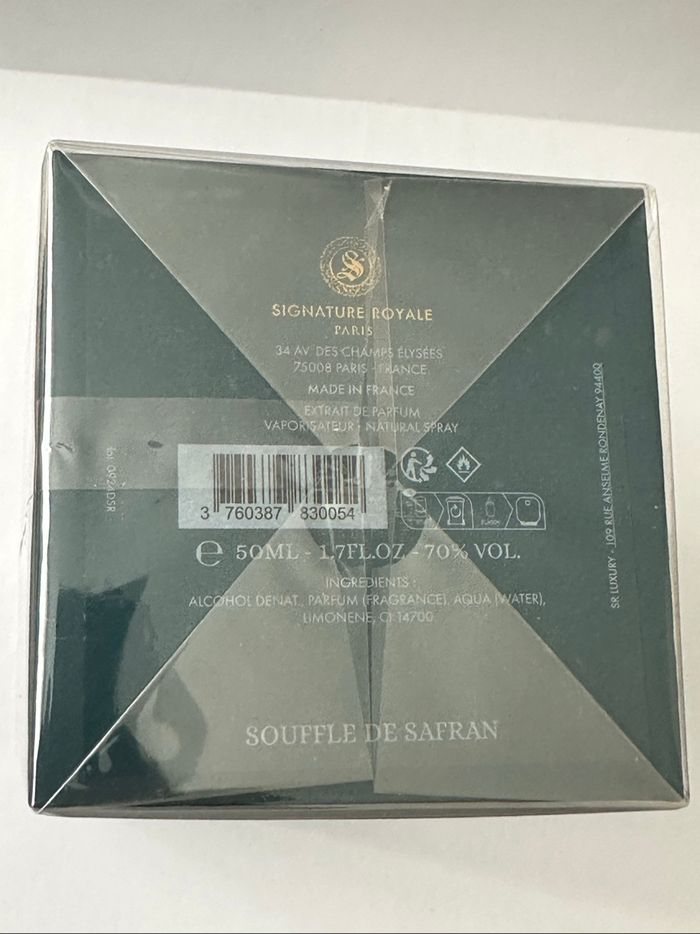 S
SIGNATURE ROYALE
PARIS
34 AV. DES CHAMPS ÉLYSÉES
75008 PARIS - FRANCE
MADE IN FRANCE
EXTRAIT DE PARFUM
VAPORISATEUR - NATURAL SPRAY
lot 0924DSR
3 760387 830054
℮ 50ML - 1.7FL.OZ - 70% VOL.
INGREDIENTS :
ALCOHOL DENAT., PARFUM (FRAGRANCE), AQUA (WATER),
LIMONENE, CI 14700
SOUFFLE DE SAFRAN
SR LUXURY - 109 RUE ANSELME RONDENAY 94400